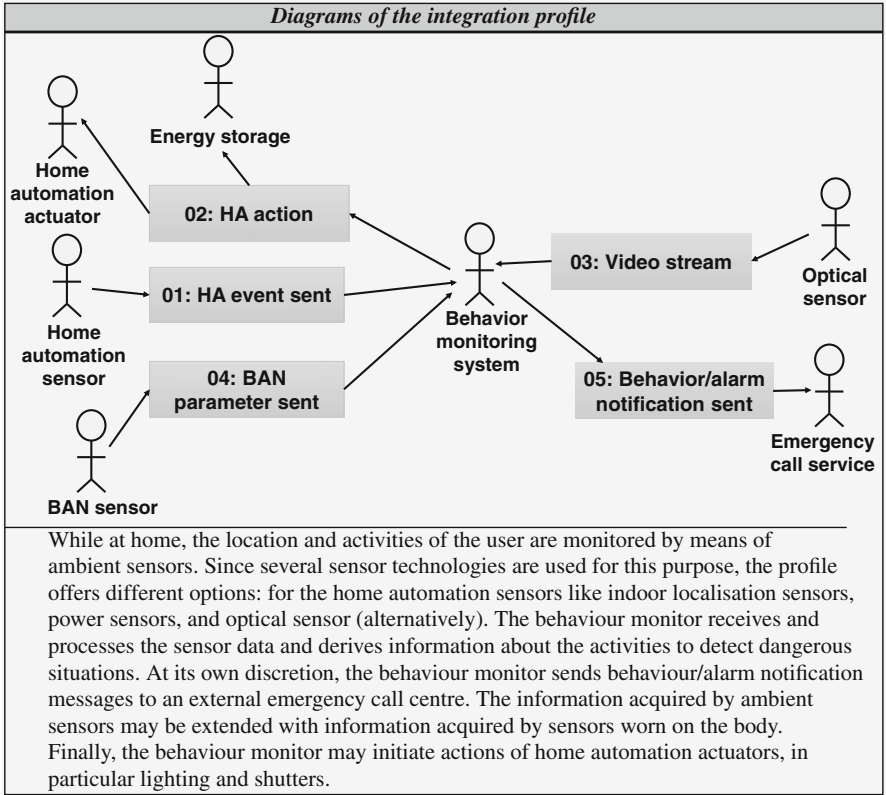 Diagrams of the integration profile
Energy storage
Home
automation
actuator
02: HA action
03: Video stream
Optical
sensor
01: HA event sent
Home
automation
sensor
Behavior
monitoring
system
04: BAN
parameter sent
05: Behavior/alarm
notification sent
Emergency
call service
BAN sensor
While at home, the location and activities of the user are monitored by means of
ambient sensors. Since several sensor technologies are used for this purpose, the profile
offers different options: for the home automation sensors like indoor localisation sensors,
power sensors, and optical sensor (alternatively). The behaviour monitor receives and
processes the sensor data and derives information about the activities to detect dangerous
situations. At its own discretion, the behaviour monitor sends behaviour/alarm notification
messages to an external emergency call centre. The information acquired by ambient
sensors may be extended with information acquired by sensors worn on the body.
Finally, the behaviour monitor may initiate actions of home automation actuators, in
particular lighting and shutters.